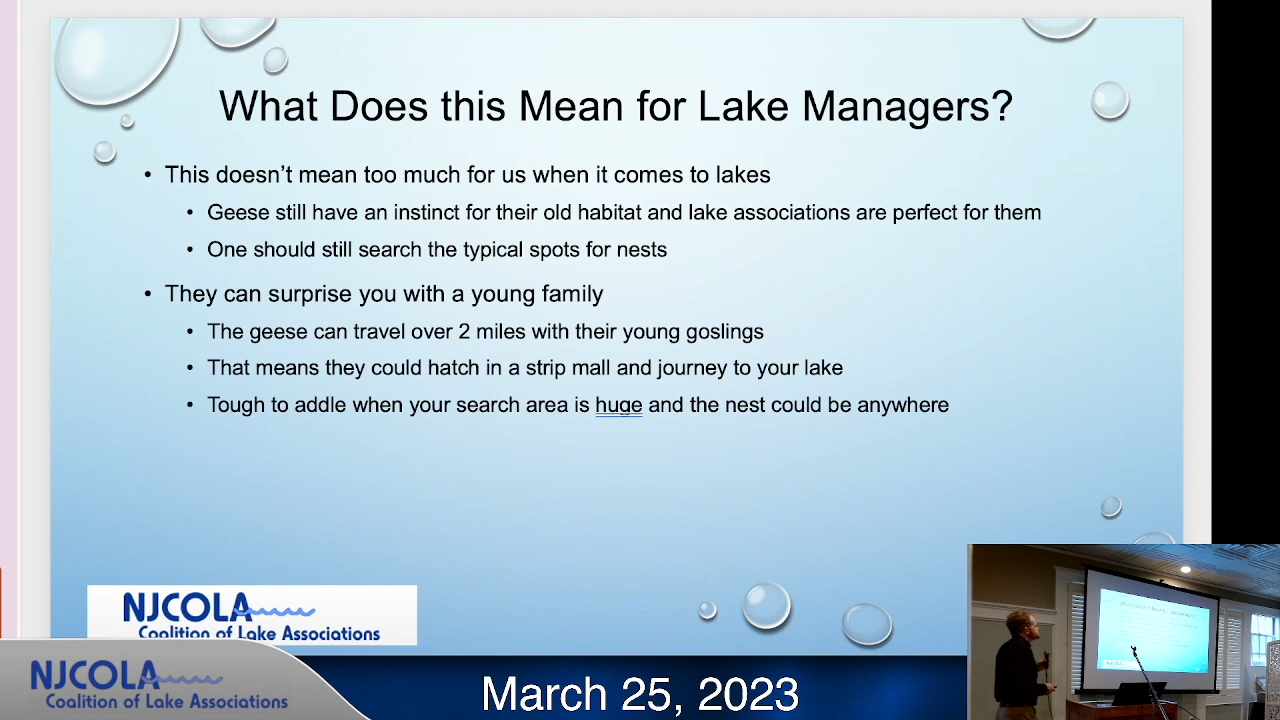 What Does this Mean for Lake Managers?
• This doesn’t mean too much for us when it comes to lakes
• Geese still have an instinct for their old habitat and lake associations are perfect for them
• One should still search the typical spots for nests
• They can surprise you with a young family
• The geese can travel over 2 miles with their young goslings
• That means they could hatch in a strip mall and journey to your lake
• Tough to addle when your search area is huge and the nest could be anywhere
NJCOLA
Coalition of Lake Associations
NJCOLA
Coalition of Lake Associations
March 25, 2023